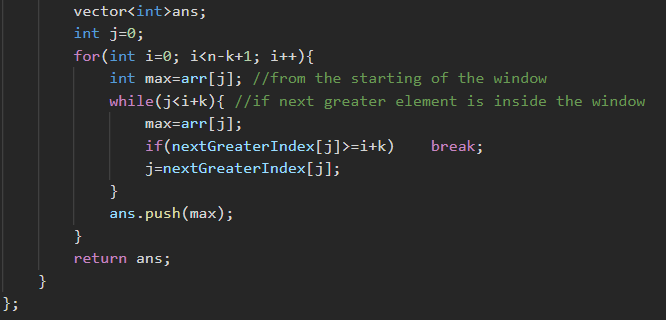 vector<int>ans;
int j=0;
for(int i=0; i<n-k+1; i++){
int max=arr[j]; //from the starting of the window
while(j<i+k){ //if next greater element is inside the window
max=arr[j];
if(nextGreaterIndex[j]>=i+k)    break;
j=nextGreaterIndex[j];
}
ans.push(max);
}
return ans;
}
};